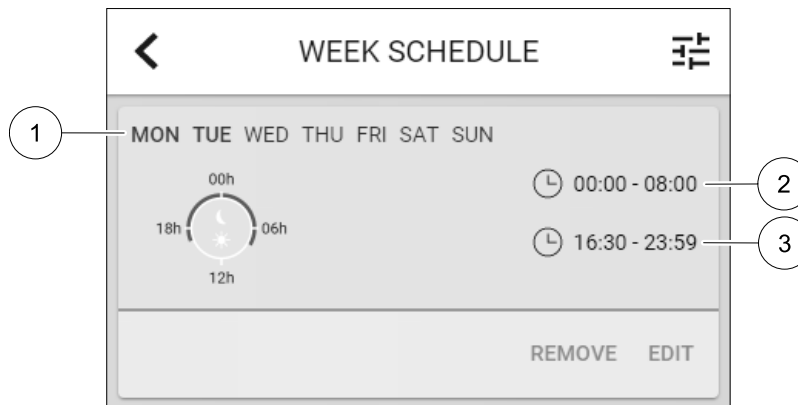 WEEK SCHEDULE
1
MON TUE WED THU FRI SAT SUN
00h
18h 06h
12h
00:00 - 08:00 2
16:30 - 23:59 3
REMOVE EDIT